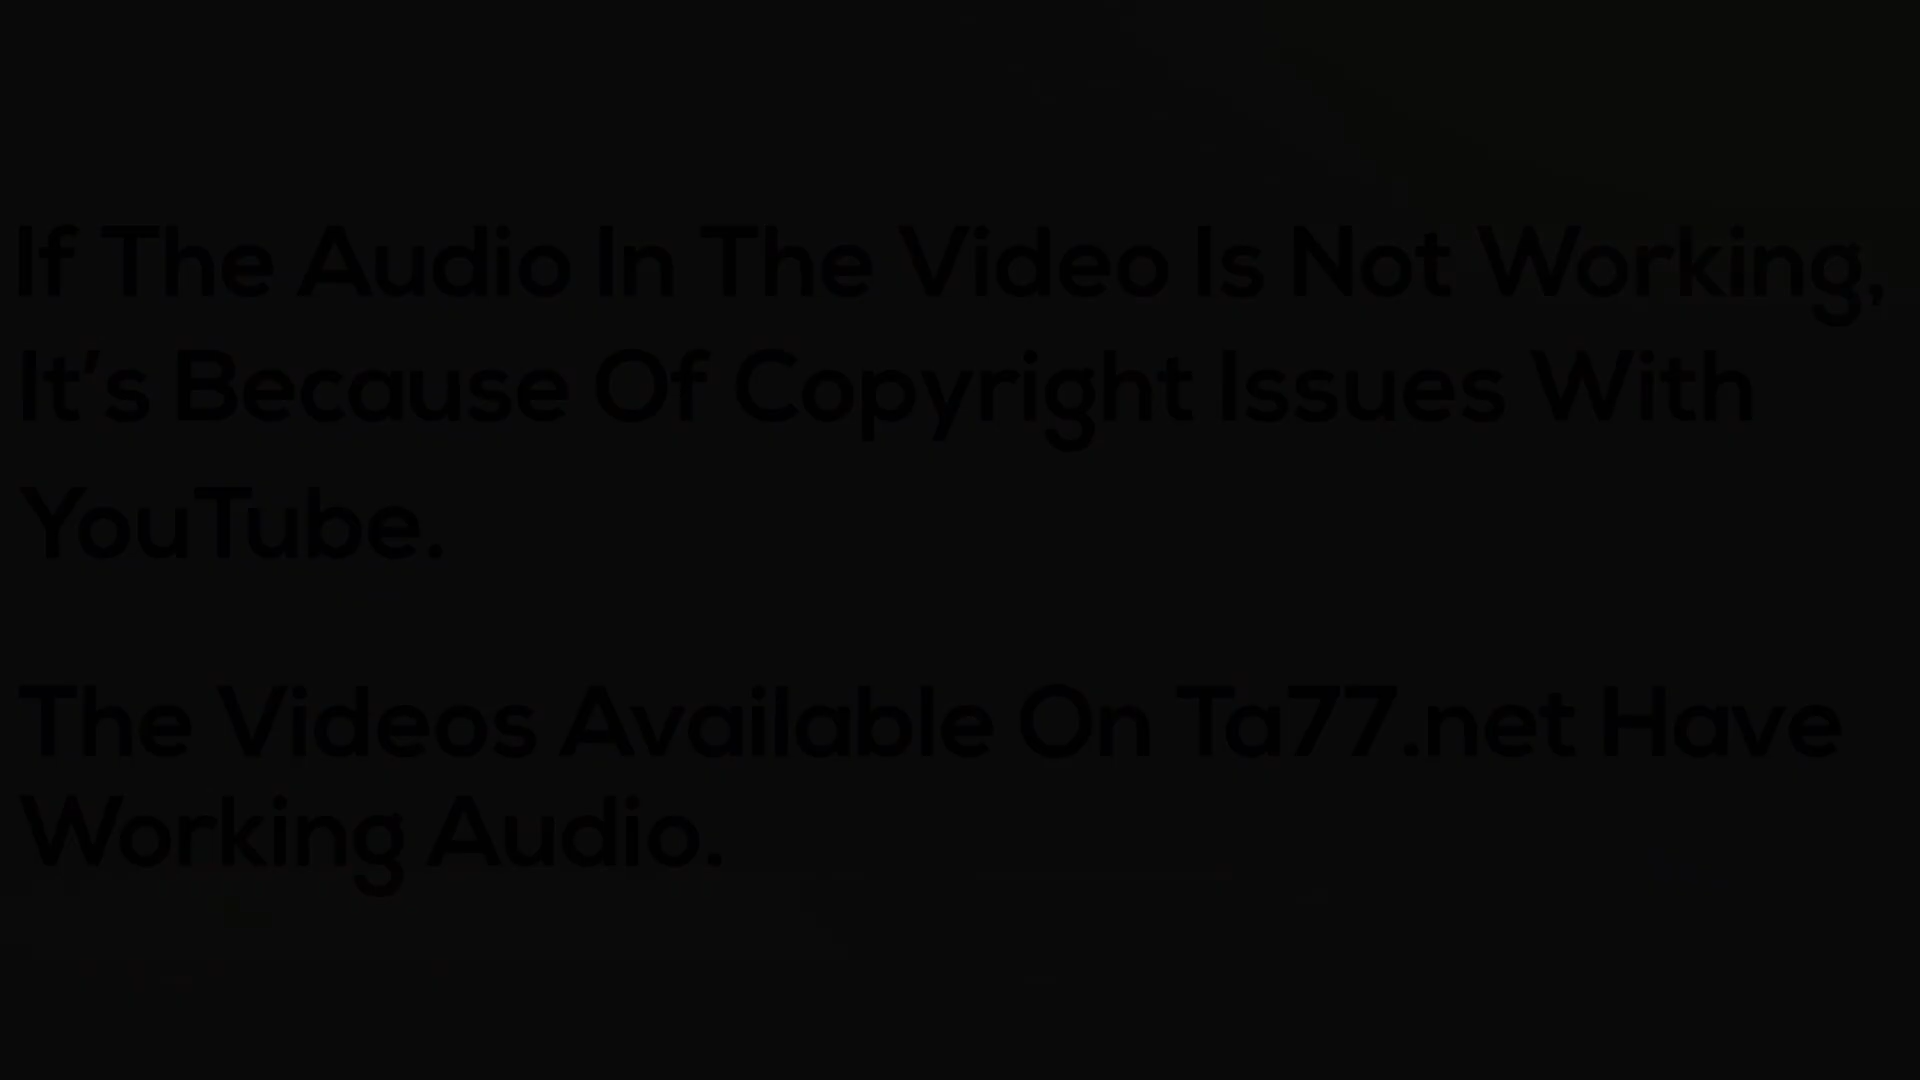 If The Audio In The Video Is Not Working,
It's Because Of Copyright Issues With
YouTube.
The Videos Available On Ta77.net Have
Working Audio.